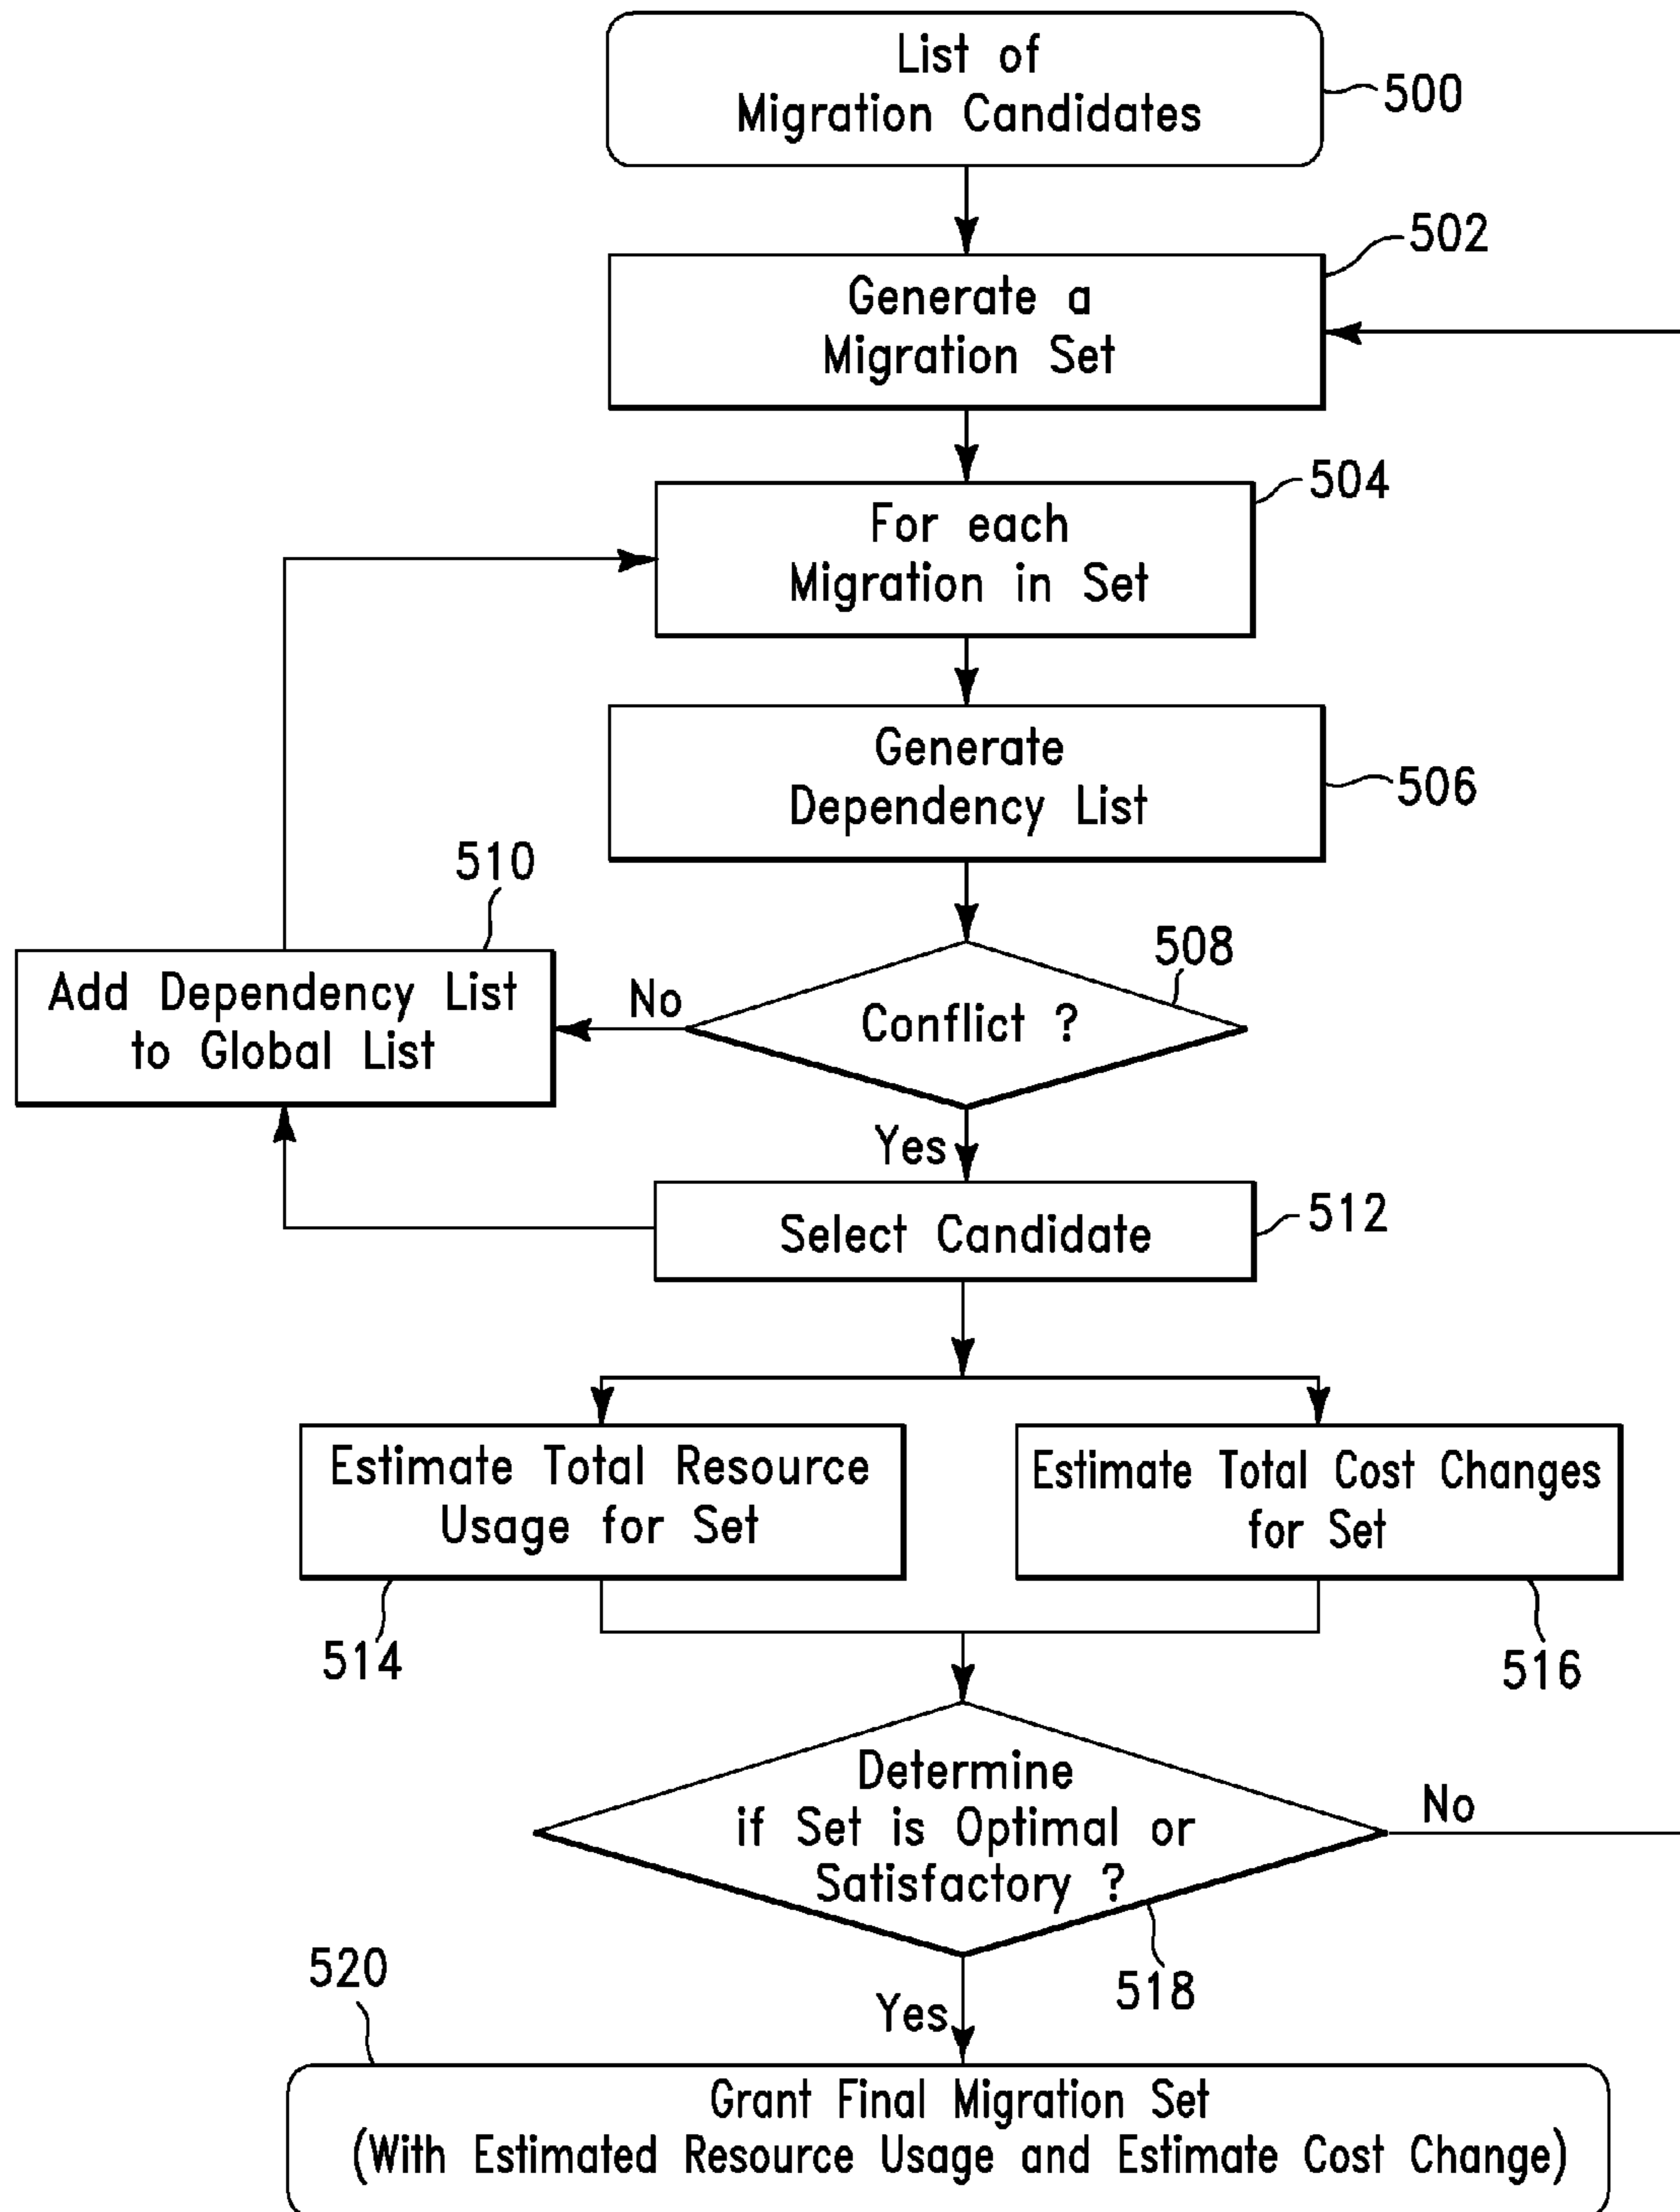 List of
Migration Candidates
500
502
Generate a
Migration Set
504
For each
Migration in Set
Generate
Dependency List
506
510
508
Add Dependency List
to Global List
No
Conflict ?
Yes
Select Candidate
512
Estimate Total Resource
Usage for Set
Estimate Total Cost Changes
for Set
514
516
Determine
if Set is Optimal or
Satisfactory ?
No
518
520
Yes
Grant Final Migration Set
(With Estimated Resource Usage and Estimate Cost Change)